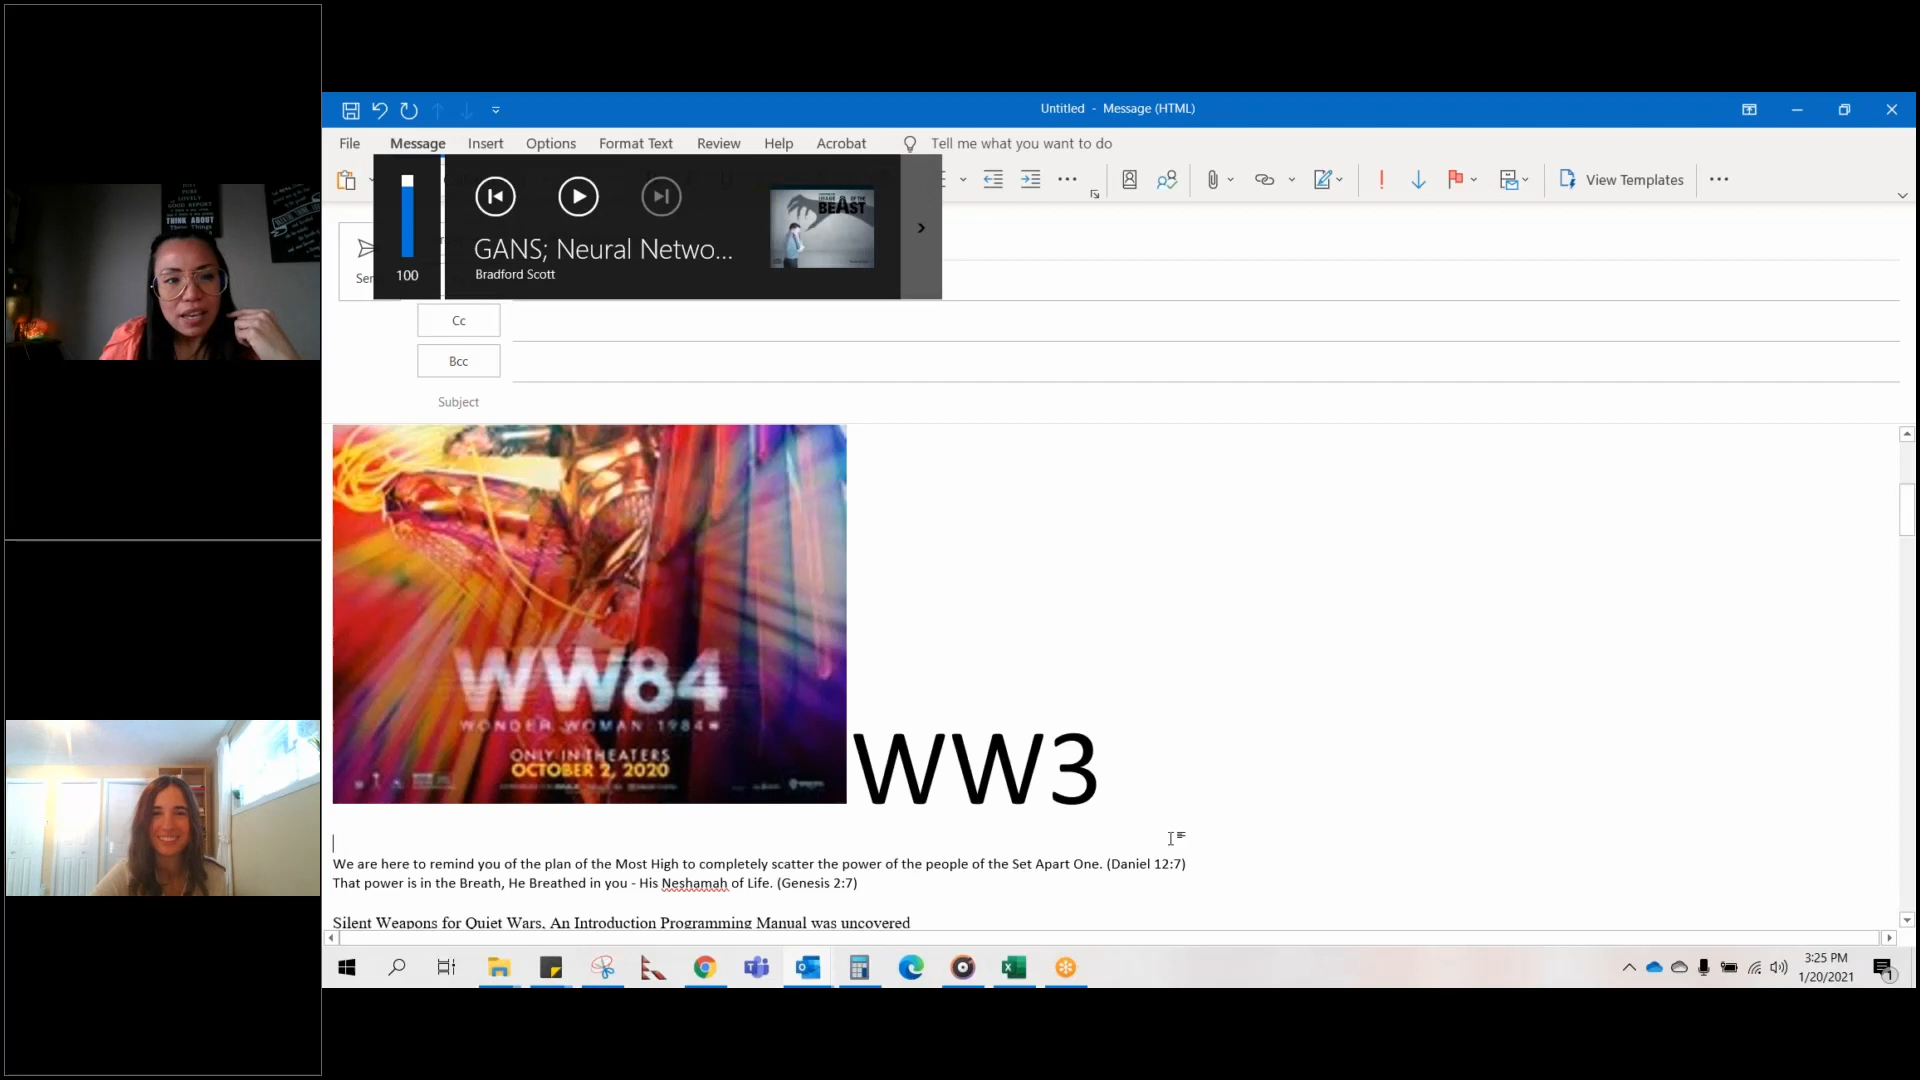 Untitled - Message (HTML)
File Message Insert Options Format Text Review Help Acrobat Tell me what you want to do
View Templates
GANS; Neural Netwo...
Bradford Scott
100
BEAST
Cc
Bcc
Subject
THINK ABOUT
These Things
WW84
WONDER WOMAN 1984
ONLY IN THEATERS
OCTOBER 2, 2020
WW3
We are here to remind you of the plan of the Most High to completely scatter the power of the people of the Set Apart One. (Daniel 12:7)
That power is in the Breath, He Breathed in you - His Neshamah of Life. (Genesis 2:7)
Silent Weapons for Quiet Wars, An Introduction Programming Manual was uncovered
3:25 PM
1/20/2021
1